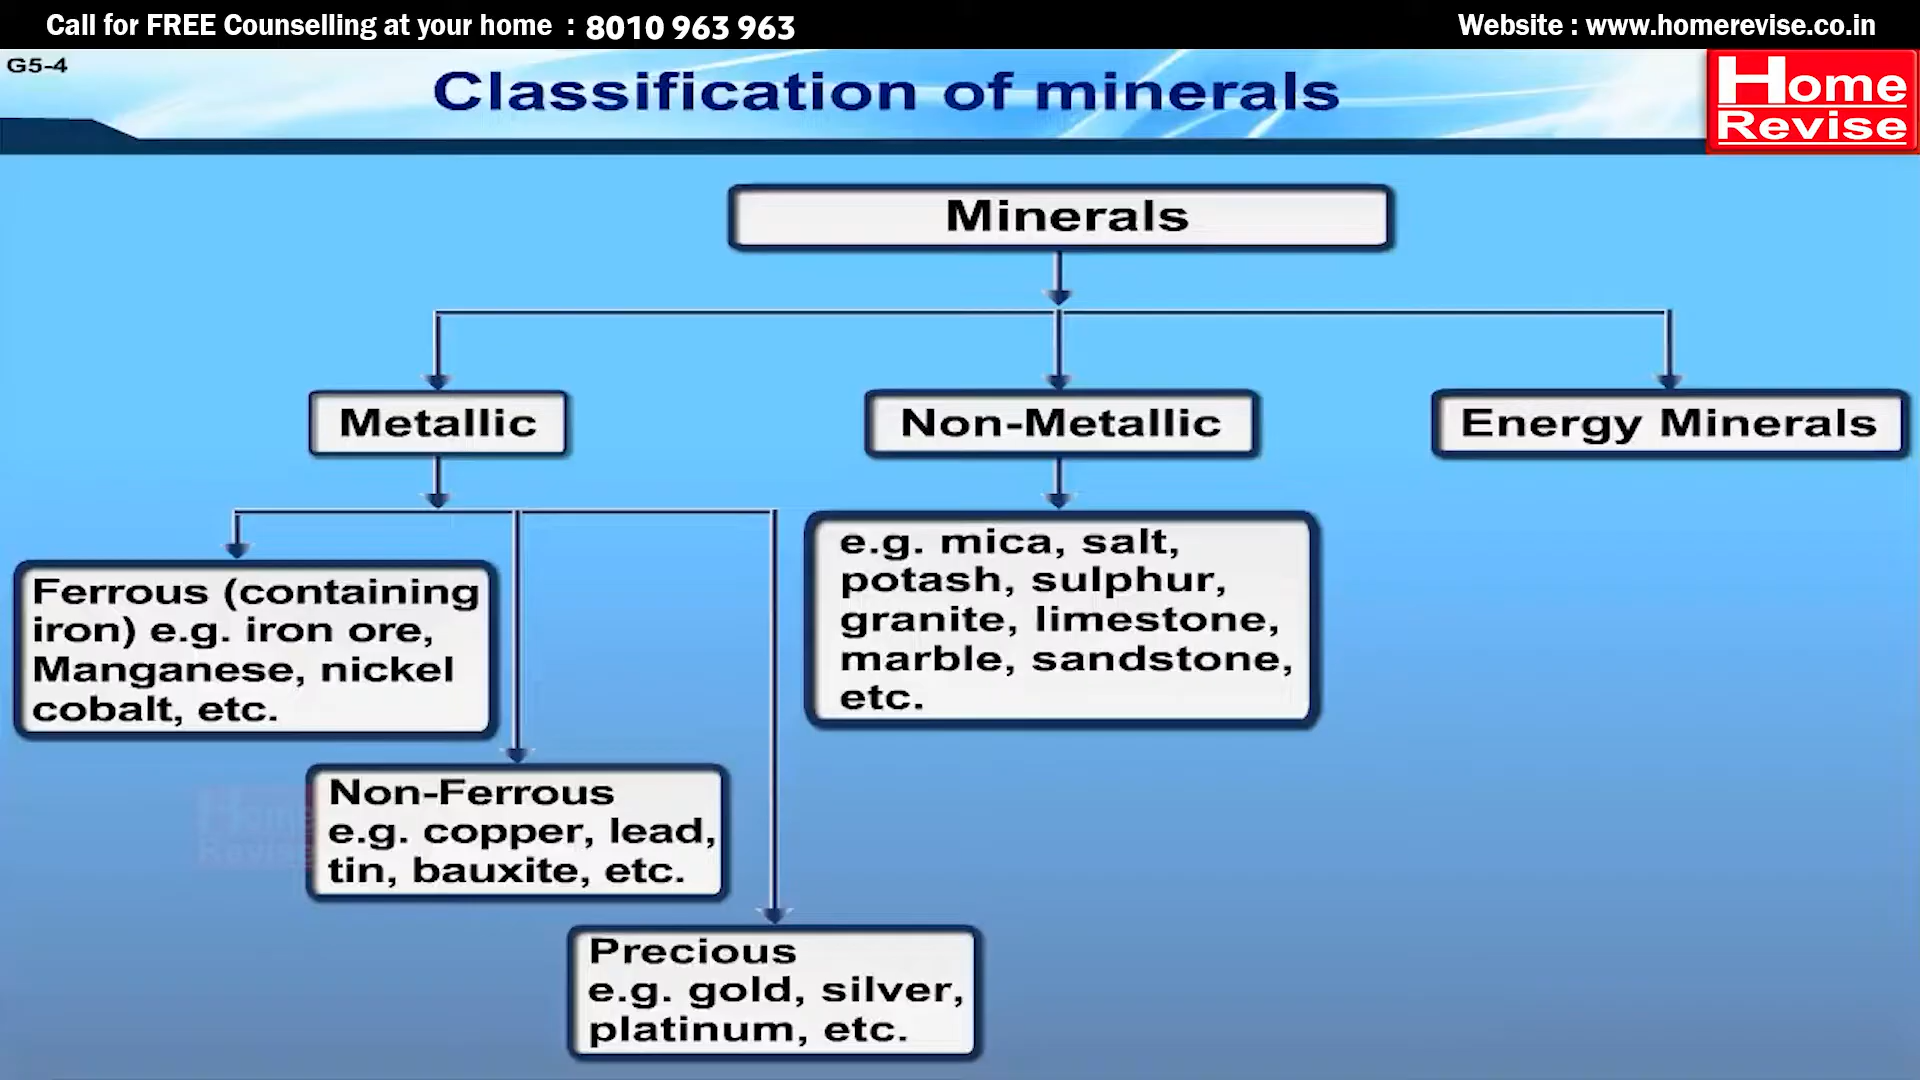 Call for FREE Counselling at your home : 8010 963 963
Website : www.homerevise.co.in
G5-4
Classification of minerals
Home
Revise
Minerals
Metallic
Non-Metallic
Energy Minerals
Ferrous (containing
iron) e.g. iron ore,
Manganese, nickel
cobalt, etc.
Non-Ferrous
e.g. copper, lead,
tin, bauxite, etc.
Precious
e.g. gold, silver,
platinum, etc.
e.g. mica, salt,
potash, sulphur,
granite, limestone,
marble, sandstone,
etc.
Home
Revise